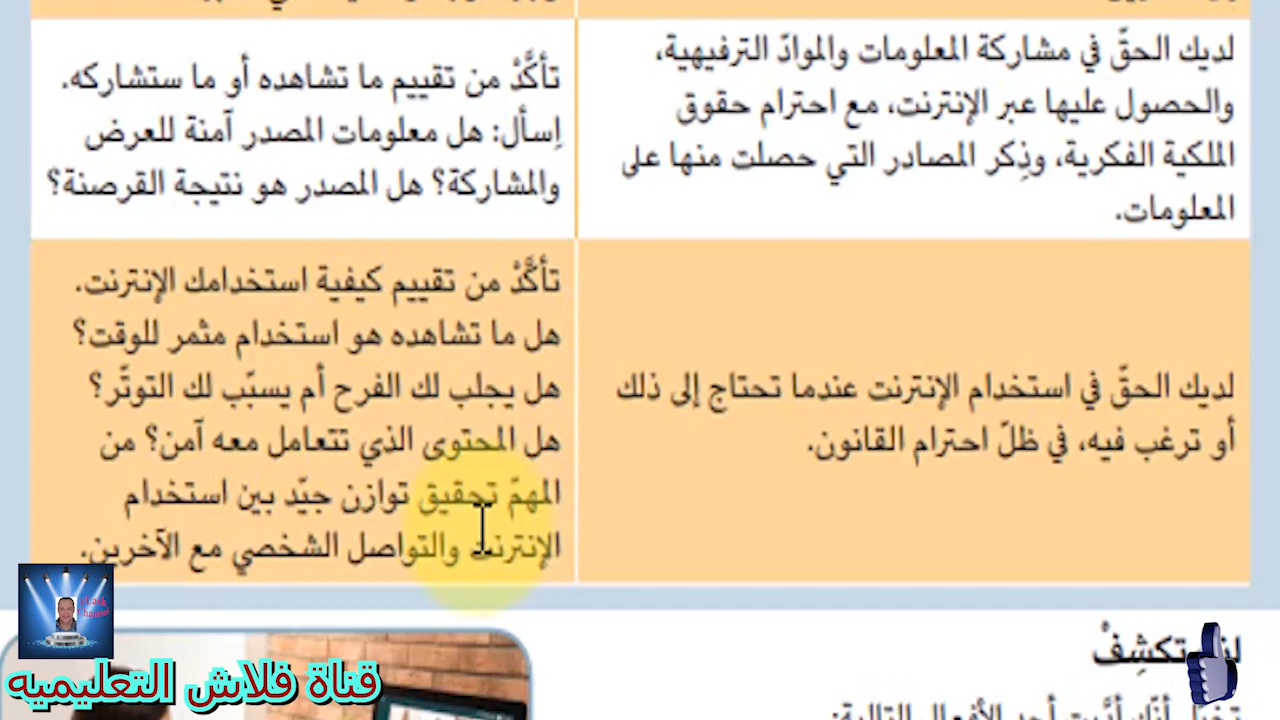 لديك الحقّ في مشاركة المعلومات والموادّ الترفيهية،
والحصول عليها عبر الإنترنت، مع احترام حقوق
الملكية الفكرية، وذِكر المصادر التي حصلت منها على
المعلومات.
تأكَّدْ من تقييم ما تشاهده أو ما ستشاركه.
اِسأل: هل معلومات المصدر آمنة للعرض
والمشاركة؟ هل المصدر هو نتيجة القرصنة؟
لديك الحقّ في استخدام الإنترنت عندما تحتاج إلى ذلك
أو ترغب فيه، في ظلّ احترام القانون.
تأكَّدْ من تقييم كيفية استخدامك الإنترنت.
هل ما تشاهده هو استخدام مثمر للوقت؟
هل يجلب لك الفرح أم يسبّب لك التوتّر؟
هل المحتوى الذي تتعامل معه آمن؟ من
المهمّ تحقيق توازن جيّد بين استخدام
الإنترنت والتواصل الشخصي مع الآخرين.
قناة فلاش التعليميه